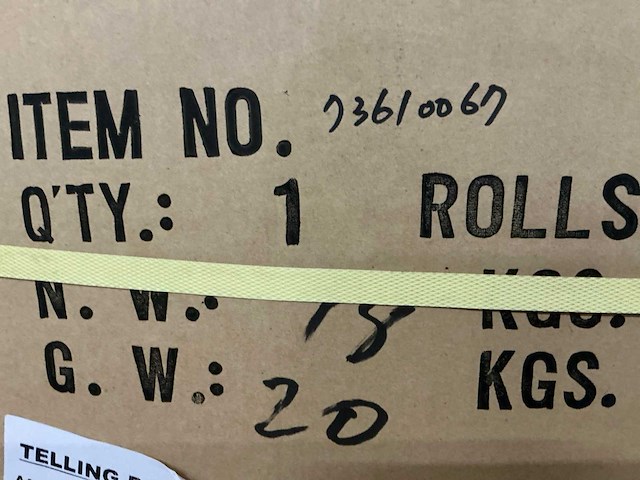 ITEM NO. 73610067
Q'TY.: 1 ROLLS
N. W.: 18 KGS.
G. W.: 20 KGS.
TELLING